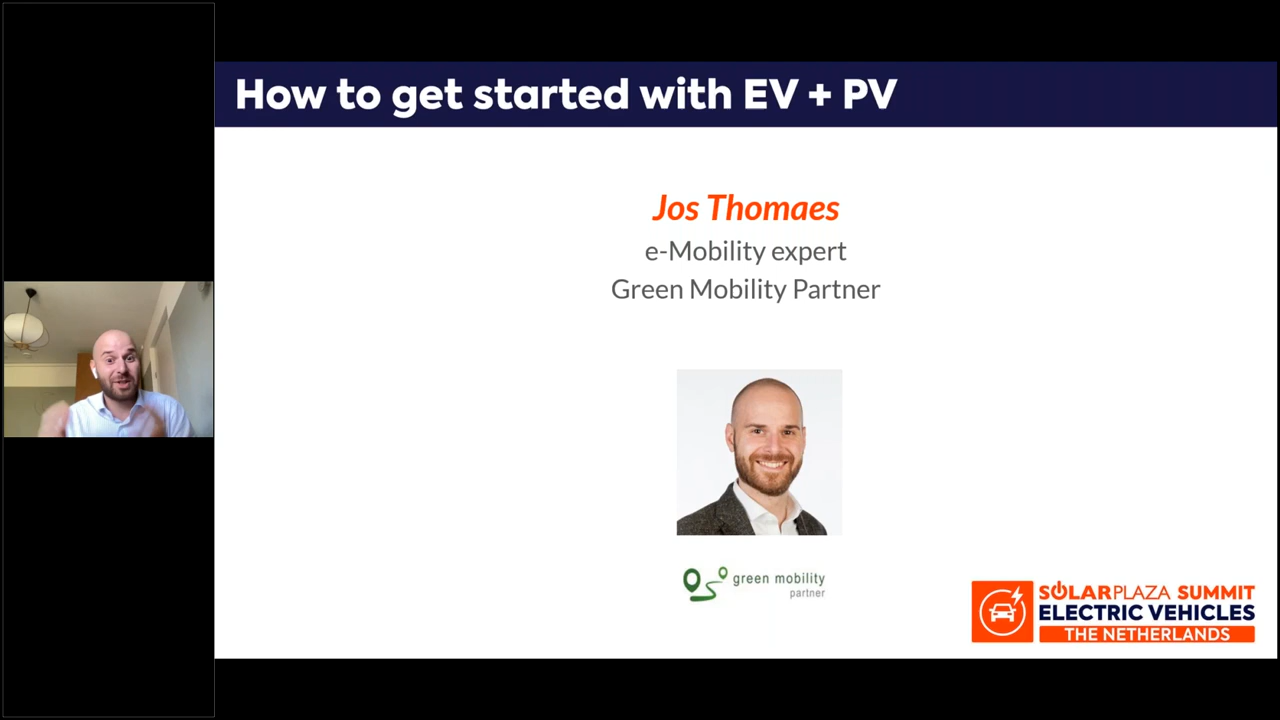 How to get started with EV + PV
Jos Thomaes
e-Mobility expert
Green Mobility Partner
green mobility
partner
SOLARPLAZA SUMMIT
ELECTRIC VEHICLES
THE NETHERLANDS